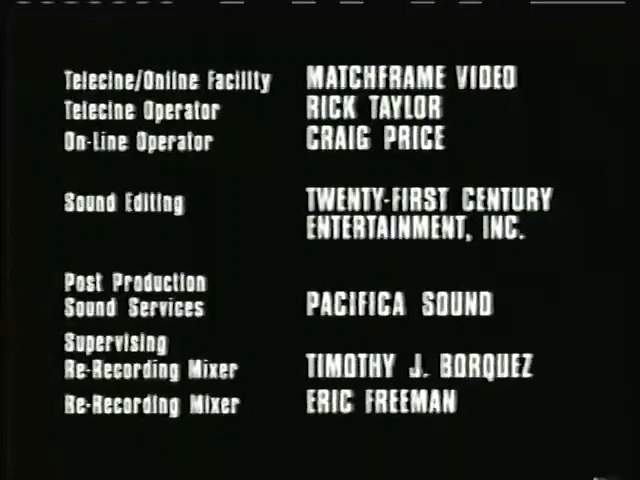 Telecine/Online Facility MATCHFRAME VIDEO
Telecine Operator RICK TAYLOR
On-Line Operator CRAIG PRICE
Sound Editing TWENTY-FIRST CENTURY
ENTERTAINMENT, INC.
Post Production
Sound Services PACIFICA SOUND
Supervising
Re-Recording Mixer TIMOTHY J. BORQUEZ
Re-Recording Mixer ERIC FREEMAN